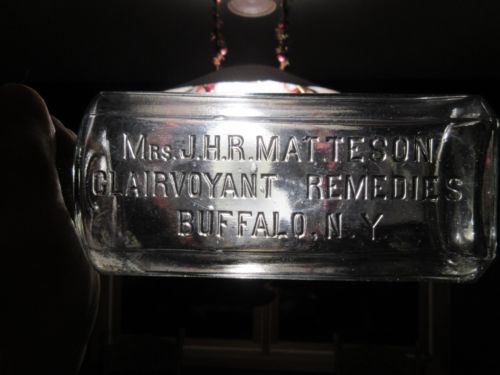 MRS. J.H.R. MATTESON
CLAIRVOYANT REMEDIES
BUFFALO, N.Y